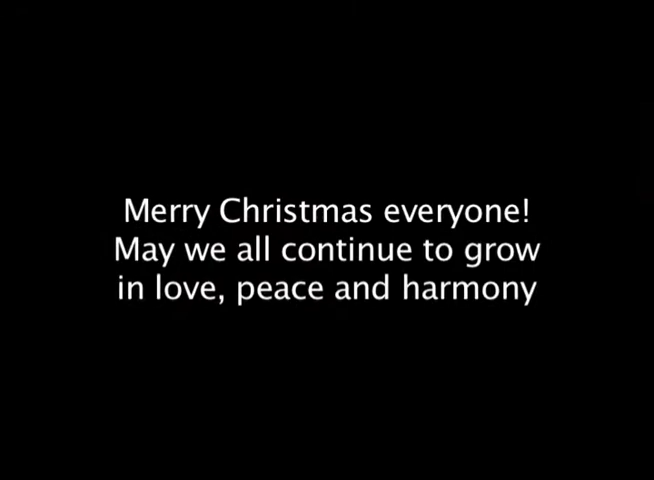 Merry Christmas everyone!
May we all continue to grow
in love, peace and harmony